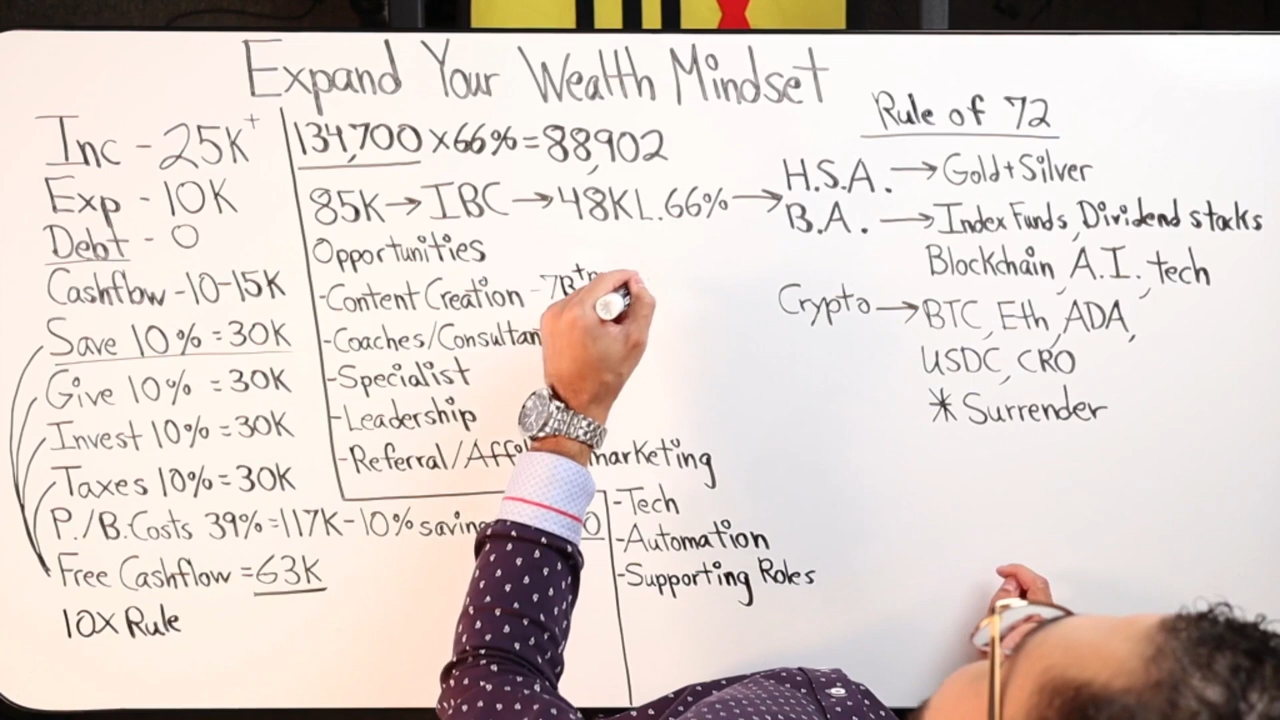 Expand Your Wealth Mindset
Inc - 25K+
Exp - 10K
Debt - 0
Cashflow - 10-15K
Save 10% = 30K
Give 10% = 30K
Invest 10% = 30K
Taxes 10% = 30K
P./B. Costs 39% = 117K - 10% saving
Free Cashflow = 63K
10X Rule
134,700 x 66% = 88,902
85K → IBC → 48K L. 66% →
Opportunities
- Content Creation - 7B+
- Coaches/Consultan
- Specialist
- Leadership
- Referral/Aff marketing
- Tech
- Automation
- Supporting Roles
Rule of 72
H.S.A. → Gold + Silver
B.A. → Index Funds, Dividend stocks
Blockchain, A.I., tech
Crypto → BTC, Eth, ADA,
USDC, CRO
* Surrender